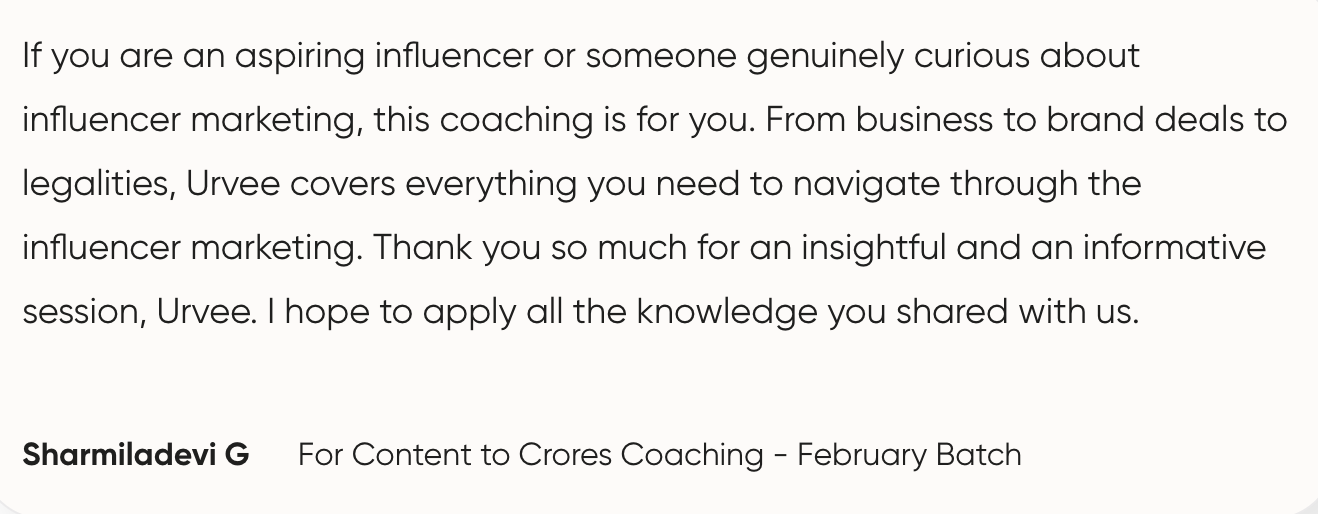 If you are an aspiring influencer or someone genuinely curious about
influencer marketing, this coaching is for you. From business to brand deals to
legalities, Urvee covers everything you need to navigate through the
influencer marketing. Thank you so much for an insightful and an informative
session, Urvee. I hope to apply all the knowledge you shared with us.
Sharmiladevi G For Content to Crores Coaching - February Batch